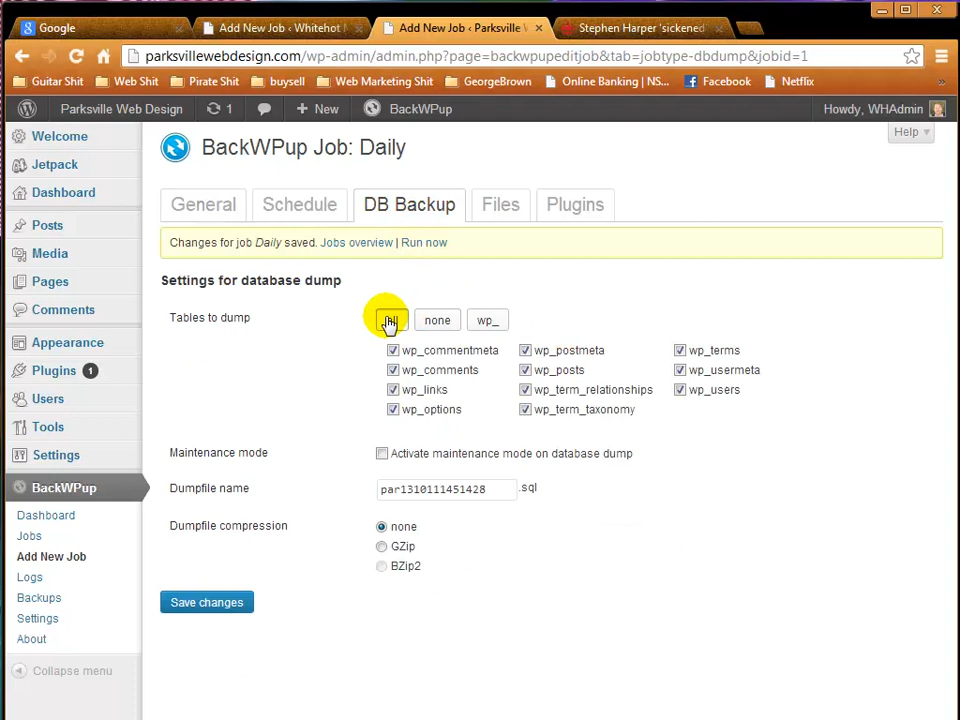 Google
Add New Job ‹ Whitehot
Add New Job ‹ Parksville
Stephen Harper 'sickened
parksvillewebdesign.com/wp-admin/admin.php?page=backwpupeditjob&tab=jobtype-dbdump&jobid=1
Guitar Shit Web Shit Pirate Shit buysell Web Marketing Shit GeorgeBrown Online Banking | NS... Facebook Netflix »
Parksville Web Design 1 + New BackWPup Howdy, WHAdmin
Help
Welcome
Jetpack
Dashboard
Posts
Media
Pages
Comments
Appearance
Plugins 1
Users
Tools
Settings
BackWPup
Dashboard
Jobs
Add New Job
Logs
Backups
Settings
About
Collapse menu
BackWPup Job: Daily
General Schedule DB Backup Files Plugins
Changes for job Daily saved. Jobs overview | Run now
Settings for database dump
Tables to dump
none wp_
wp_commentmeta wp_postmeta wp_terms
wp_comments wp_posts wp_usermeta
wp_links wp_term_relationships wp_users
wp_options wp_term_taxonomy
Maintenance mode Activate maintenance mode on database dump
Dumpfile name par1310111451428 .sql
Dumpfile compression none
GZip
BZip2
Save changes